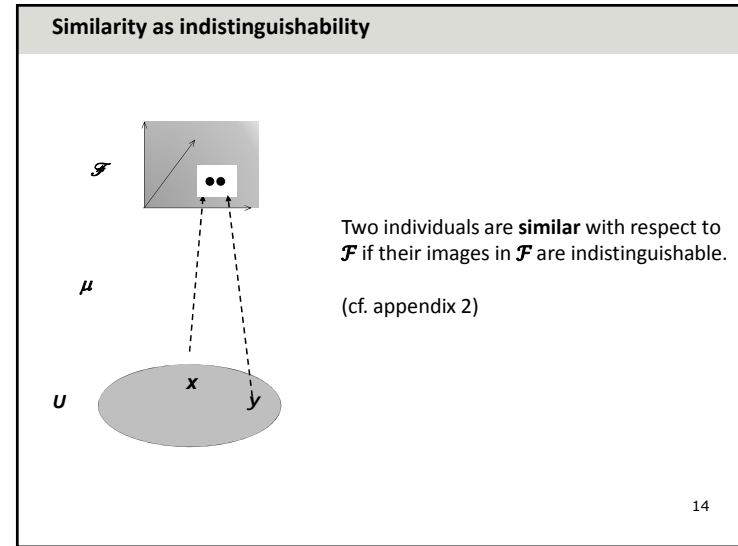 Similarity as indistinguishability
ℱ
μ
U
x
y
Two individuals are similar with respect to
ℱ if their images in ℱ are indistinguishable.
(cf. appendix 2)
14